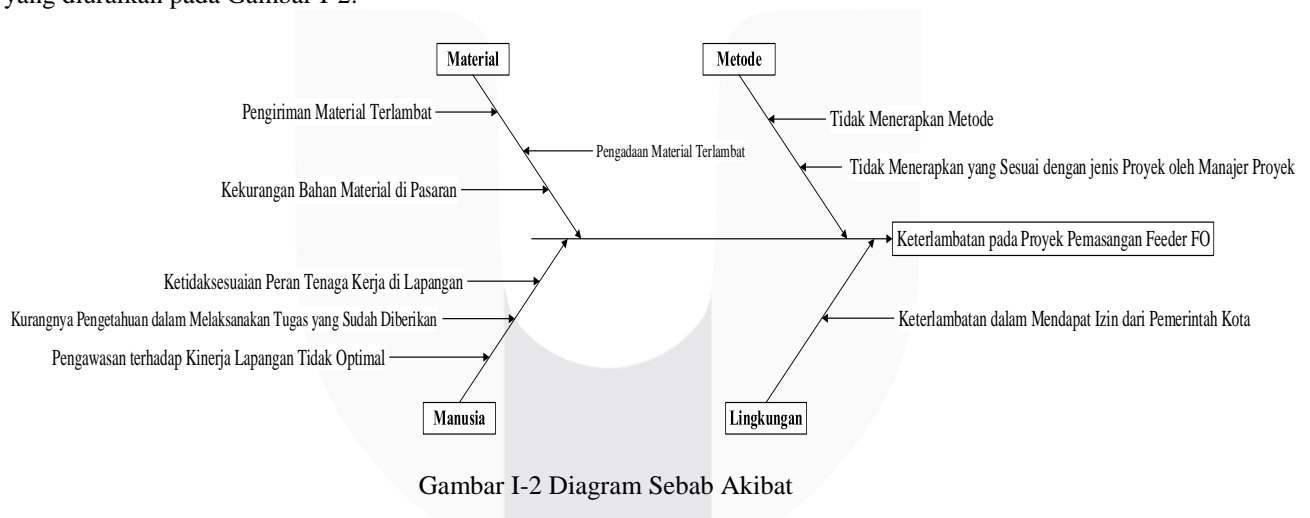 yang diuraikan pada Gambar I-2.
Material
Metode
Pengiriman Material Terlambat
Tidak Menerapkan Metode
Pengadaan Material Terlambat
Tidak Menerapkan yang Sesuai dengan jenis Proyek oleh Manajer Proyek
Kekurangan Bahan Material di Pasaran
Keterlambatan pada Proyek Pemasangan Feeder FO
Ketidaksesuaian Peran Tenaga Kerja di Lapangan
Kurangnya Pengetahuan dalam Melaksanakan Tugas yang Sudah Diberikan
Keterlambatan dalam Mendapat Izin dari Pemerintah Kota
Pengawasan terhadap Kinerja Lapangan Tidak Optimal
Manusia
Lingkungan
Gambar I-2 Diagram Sebab Akibat